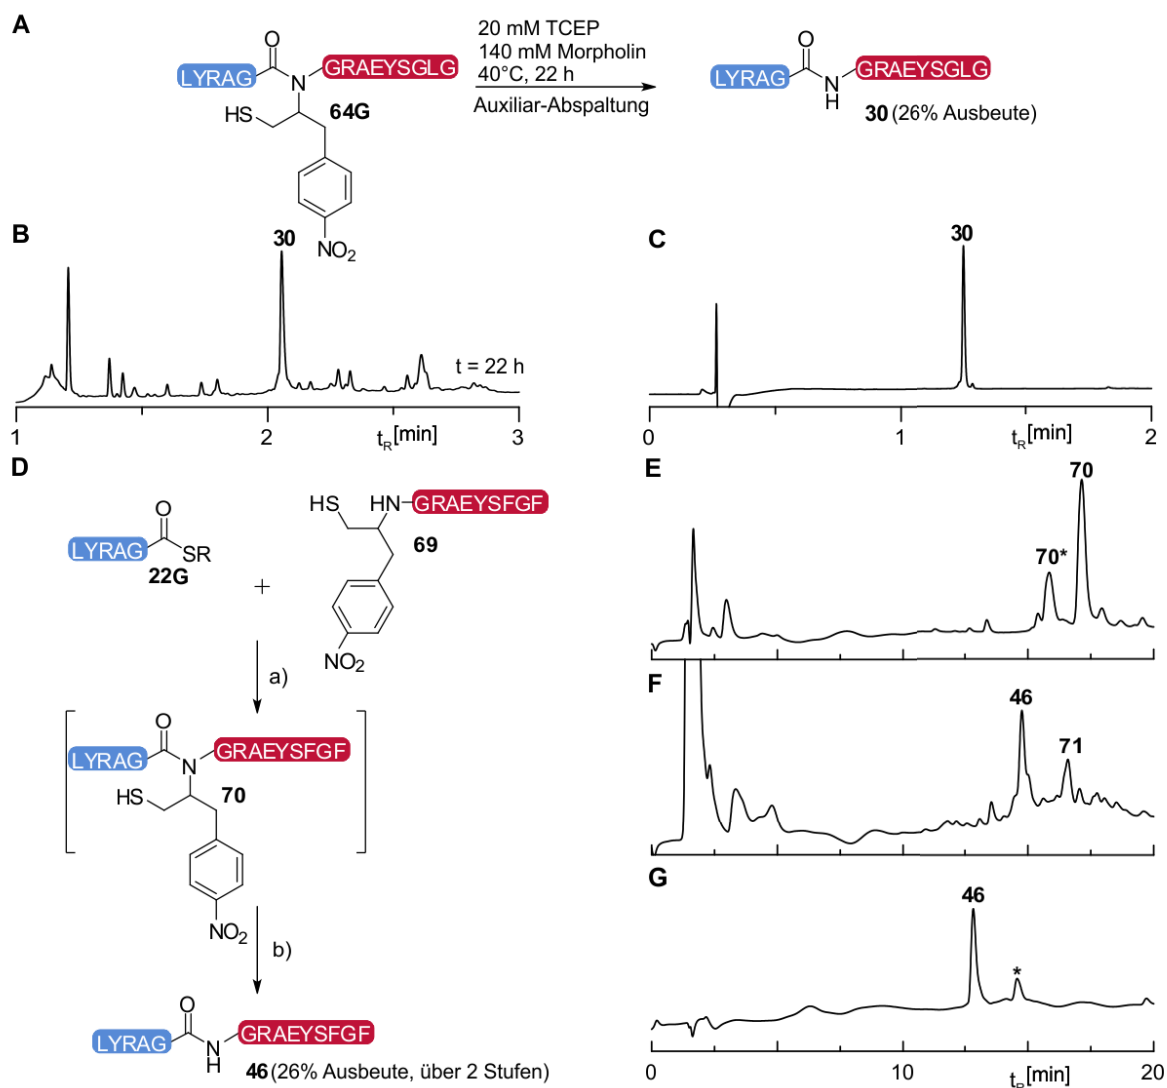 A
LYRAG
O
N
GRAEYSGLG
HS
64G
NO2
20 mM TCEP
140 mM Morpholin
40°C, 22 h
Auxiliar-Abspaltung
LYRAG
O
N
H
GRAEYSGLG
30 (26% Ausbeute)
B
30
t = 22 h
1
2
3
tR[min]
C
30
0
1
2
tR[min]
D
LYRAG
O
SR
22G
+
HS
HN
GRAEYSFGF
69
NO2
a)
LYRAG
O
N
GRAEYSFGF
HS
70
NO2
b)
LYRAG
O
N
H
GRAEYSFGF
46 (26% Ausbeute, über 2 Stufen)
E
70*
70
F
46
71
G
46
*
0
10
20
tR[min]